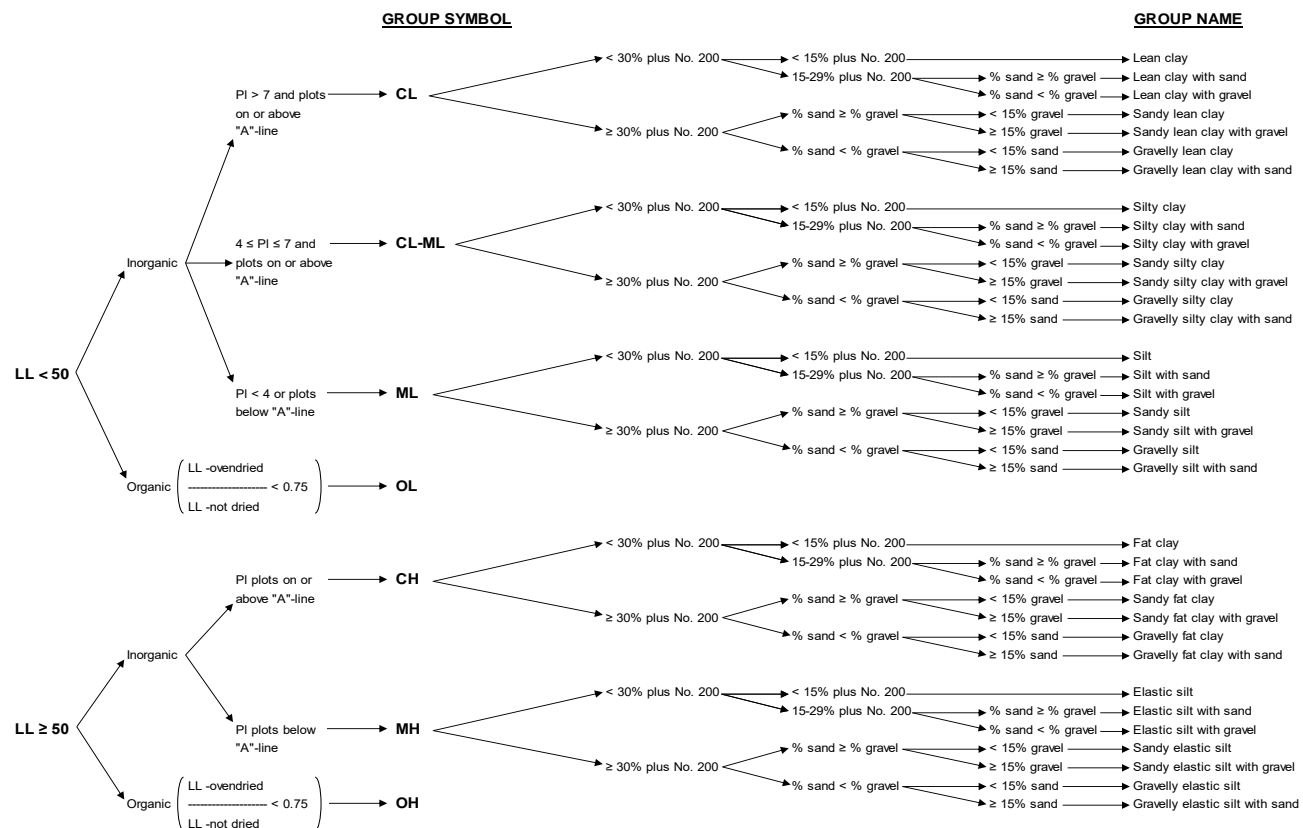 GROUP SYMBOL
GROUP NAME
LL < 50
Inorganic
PI > 7 and plots
on or above
"A"-line
CL
< 30% plus No. 200
< 15% plus No. 200
Lean clay
15-29% plus No. 200
% sand ≥ % gravel
Lean clay with sand
% sand < % gravel
Lean clay with gravel
≥ 30% plus No. 200
% sand ≥ % gravel
< 15% gravel
Sandy lean clay
≥ 15% gravel
Sandy lean clay with gravel
% sand < % gravel
< 15% sand
Gravelly lean clay
≥ 15% sand
Gravelly lean clay with sand
4 ≤ PI ≤ 7 and
plots on or above
"A"-line
CL-ML
< 30% plus No. 200
< 15% plus No. 200
Silty clay
15-29% plus No. 200
% sand ≥ % gravel
Silty clay with sand
% sand < % gravel
Silty clay with gravel
≥ 30% plus No. 200
% sand ≥ % gravel
< 15% gravel
Sandy silty clay
≥ 15% gravel
Sandy silty clay with gravel
% sand < % gravel
< 15% sand
Gravelly silty clay
≥ 15% sand
Gravelly silty clay with sand
PI < 4 or plots
below "A"-line
ML
< 30% plus No. 200
< 15% plus No. 200
Silt
15-29% plus No. 200
% sand ≥ % gravel
Silt with sand
% sand < % gravel
Silt with gravel
≥ 30% plus No. 200
% sand ≥ % gravel
< 15% gravel
Sandy silt
≥ 15% gravel
Sandy silt with gravel
% sand < % gravel
< 15% sand
Gravelly silt
≥ 15% sand
Gravelly silt with sand
Organic
LL -ovendried
-------------------- < 0.75
LL -not dried
OL
LL ≥ 50
Inorganic
PI plots on or
above "A"-line
CH
< 30% plus No. 200
< 15% plus No. 200
Fat clay
15-29% plus No. 200
% sand ≥ % gravel
Fat clay with sand
% sand < % gravel
Fat clay with gravel
≥ 30% plus No. 200
% sand ≥ % gravel
< 15% gravel
Sandy fat clay
≥ 15% gravel
Sandy fat clay with gravel
% sand < % gravel
< 15% sand
Gravelly fat clay
≥ 15% sand
Gravelly fat clay with sand
PI plots below
"A"-line
MH
< 30% plus No. 200
< 15% plus No. 200
Elastic silt
15-29% plus No. 200
% sand ≥ % gravel
Elastic silt with sand
% sand < % gravel
Elastic silt with gravel
≥ 30% plus No. 200
% sand ≥ % gravel
< 15% gravel
Sandy elastic silt
≥ 15% gravel
Sandy elastic silt with gravel
% sand < % gravel
< 15% sand
Gravelly elastic silt
≥ 15% sand
Gravelly elastic silt with sand
Organic
LL -ovendried
-------------------- < 0.75
LL -not dried
OH